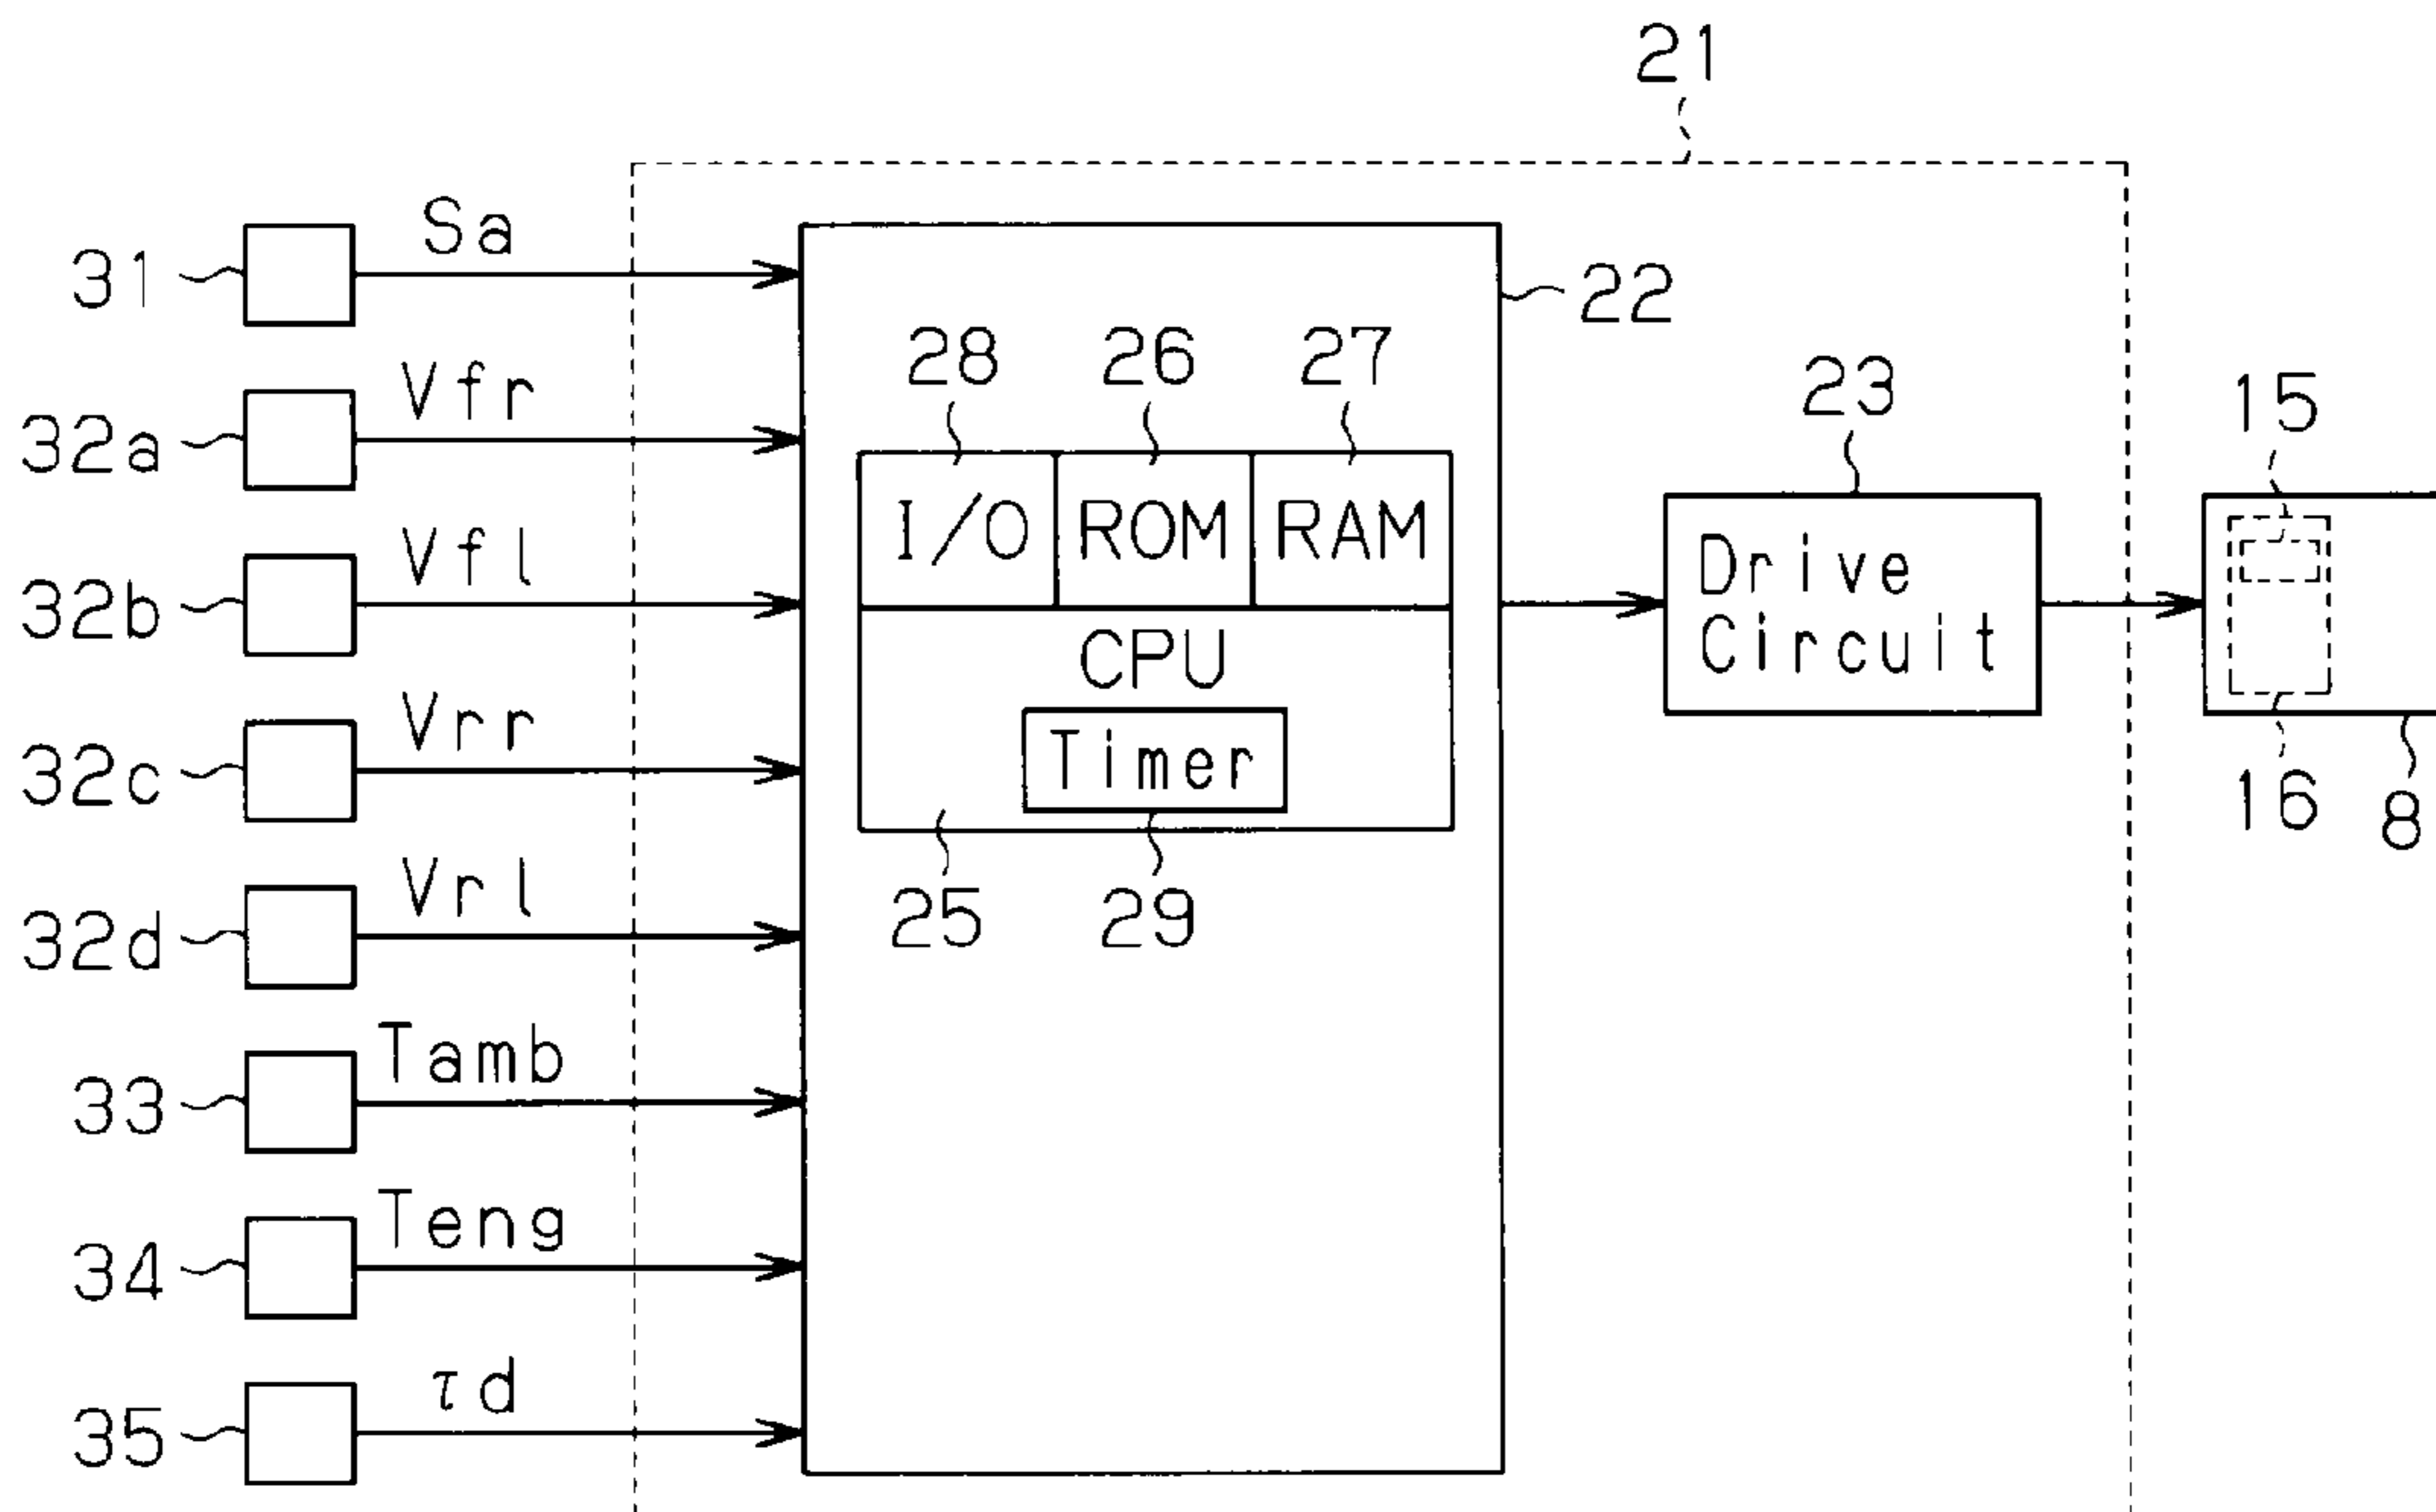 21
Sa
31
22
28 26 27
Vfr
23
15
32a
I/O ROM RAM
Vfl
Drive
Circuit
32b
CPU
Vrr
Timer
32c
16
8
Vrl
25 29
32d
Tamb
33
Teng
34
τd
35